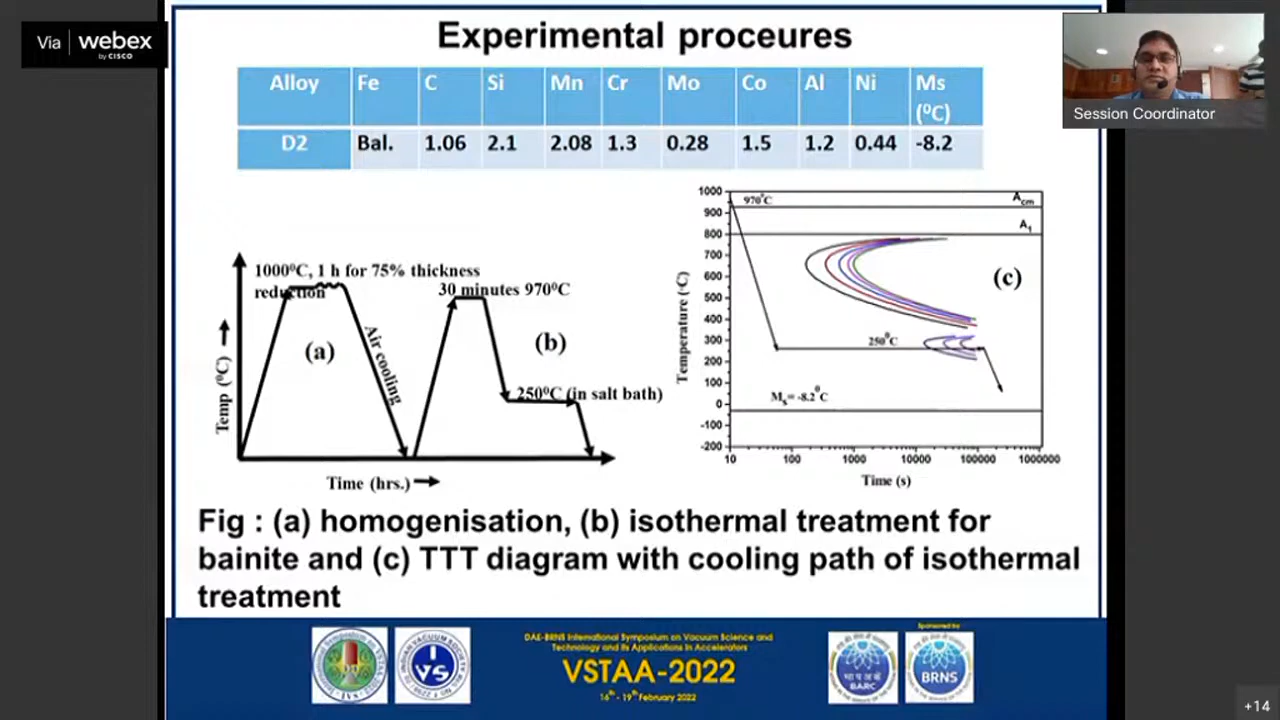 Via webex
by CISCO
Experimental proceures
Alloy Fe C Si Mn Cr Mo Co Al Ni Ms (⁰C)
D2 Bal. 1.06 2.1 2.08 1.3 0.28 1.5 1.2 0.44 -8.2
Session Coordinator
1000⁰C, 1 h for 75% thickness
reduction
30 minutes 970⁰C
(a)
(b)
Air cooling
250⁰C (in salt bath)
Temp (⁰C)
Time (hrs.)
1000
900
800
700
600
500
400
300
200
100
0
-100
-200
970°C
Acm
A1
(c)
250°C
Ms= -8.2⁰C
Temperature (°C)
10 100 1000 10000 100000 1000000
Time (s)
Fig : (a) homogenisation, (b) isothermal treatment for
bainite and (c) TTT diagram with cooling path of isothermal
treatment
DAE-BRNS International Symposium on Vacuum Science and
Technology and its Applications in Accelerators
VSTAA-2022
16th - 19th February 2022
Sponsored by
IVS
BARC
BRNS
+14